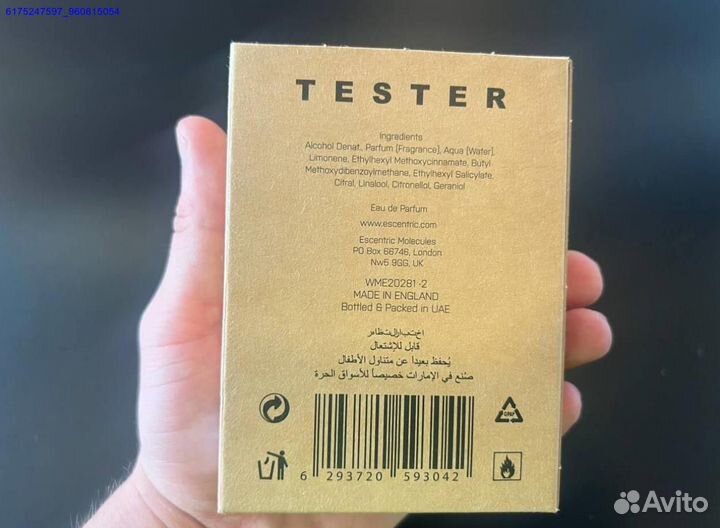 6175247597_960615054
TESTER
Ingredients
Alcohol Denat., Parfum (Fragrance), Aqua (Water),
Limonene, Ethylhexyl Methoxycinnamate, Butyl
Methoxydibenzoylmethane, Ethylhexyl Salicylate,
Citral, Linalool, Citronellol, Geraniol
Eau de Parfum
www.escentric.com
Escentric Molecules
PO Box 66746, London
Nw5 9GG, UK
WME20281-2
MADE IN ENGLAND
Bottled & Packed in UAE
قابل للإشتعال
يُحفظ بعيداً عن متناول الأطفال
صُنع في الإمارات خصيصاً للأسواق الحرة
6 293720 593042
Avito